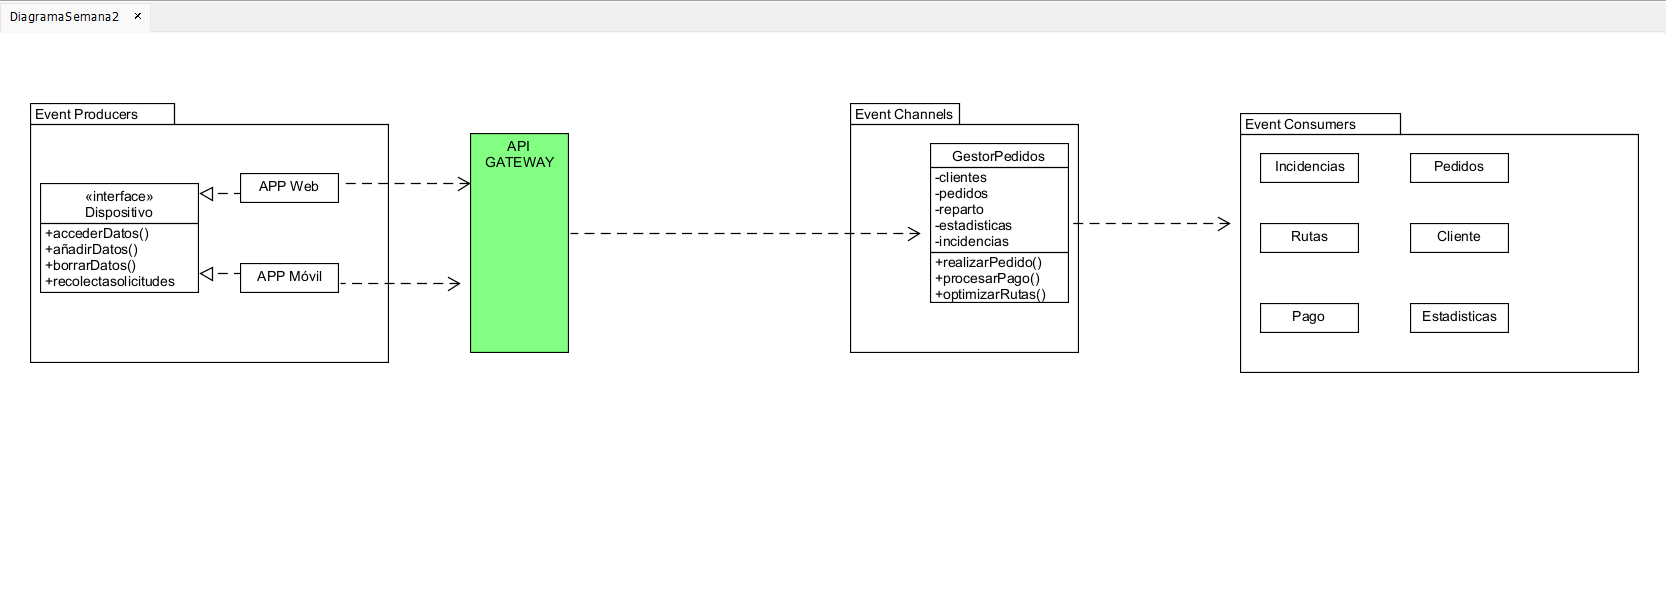 DiagramaSemana2 ×
Event Producers
«interface»
Dispositivo
+accederDatos()
+añadirDatos()
+borrarDatos()
+recolectasolicitudes
APP Web
APP Móvil
API
GATEWAY
Event Channels
GestorPedidos
-clientes
-pedidos
-reparto
-estadisticas
-incidencias
+realizarPedido()
+procesarPago()
+optimizarRutas()
Event Consumers
Incidencias
Pedidos
Rutas
Cliente
Pago
Estadisticas